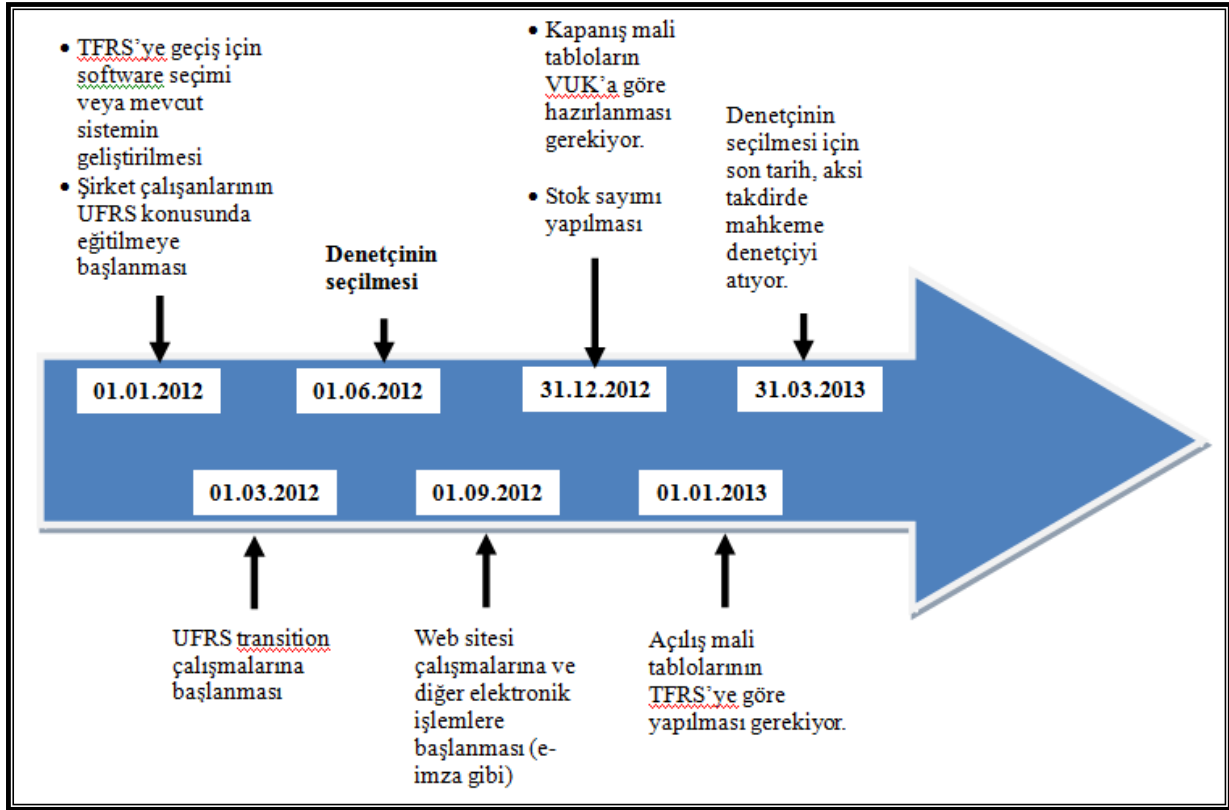 • TFRS’ye geçiş için
software seçimi
veya mevcut
sistemin
geliştirilmesi
• Şirket çalışanlarının
UFRS konusunda
eğitilmeye
başlanması
Denetçinin
seçilmesi
• Kapanış mali
tabloların
VUK’a göre
hazırlanması
gerekiyor.
• Stok sayımı
yapılması
Denetçinin
seçilmesi için
son tarih, aksi
takdirde
mahkeme
denetçiyi
atıyor.
01.01.2012
01.06.2012
31.12.2012
31.03.2013
01.03.2012
01.09.2012
01.01.2013
UFRS transition
çalışmalarına
başlanması
Web sitesi
çalışmalarına ve
diğer elektronik
işlemlere
başlanması (e-
imza gibi)
Açılış mali
tablolarının
TFRS’ye göre
yapılması gerekiyor.